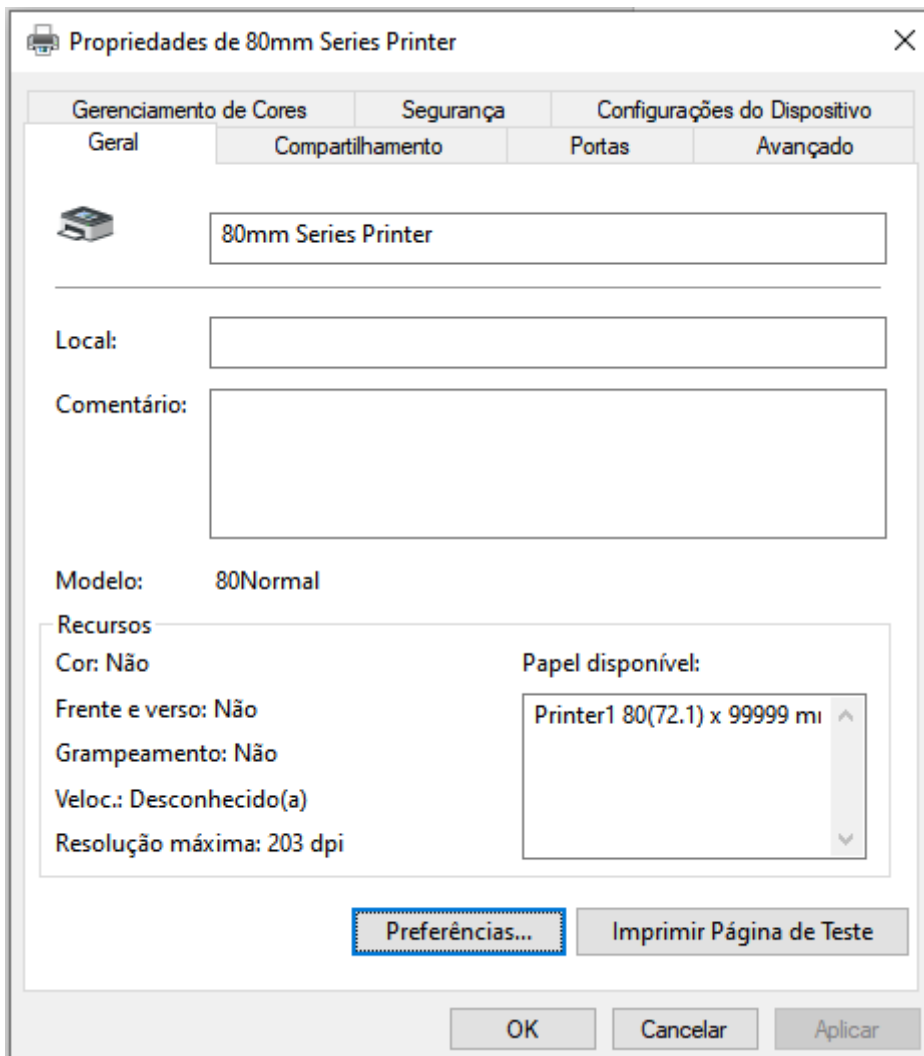 Propriedades de 80mm Series Printer
Gerenciamento de Cores Segurança Configurações do Dispositivo
Geral Compartilhamento Portas Avançado
80mm Series Printer
Local:
Comentário:
Modelo: 80Normal
Recursos
Cor: Não Papel disponível:
Frente e verso: Não Printer1 80(72.1) x 99999 m
Grampeamento: Não
Veloc.: Desconhecido(a)
Resolução máxima: 203 dpi
Preferências... Imprimir Página de Teste
OK Cancelar Aplicar